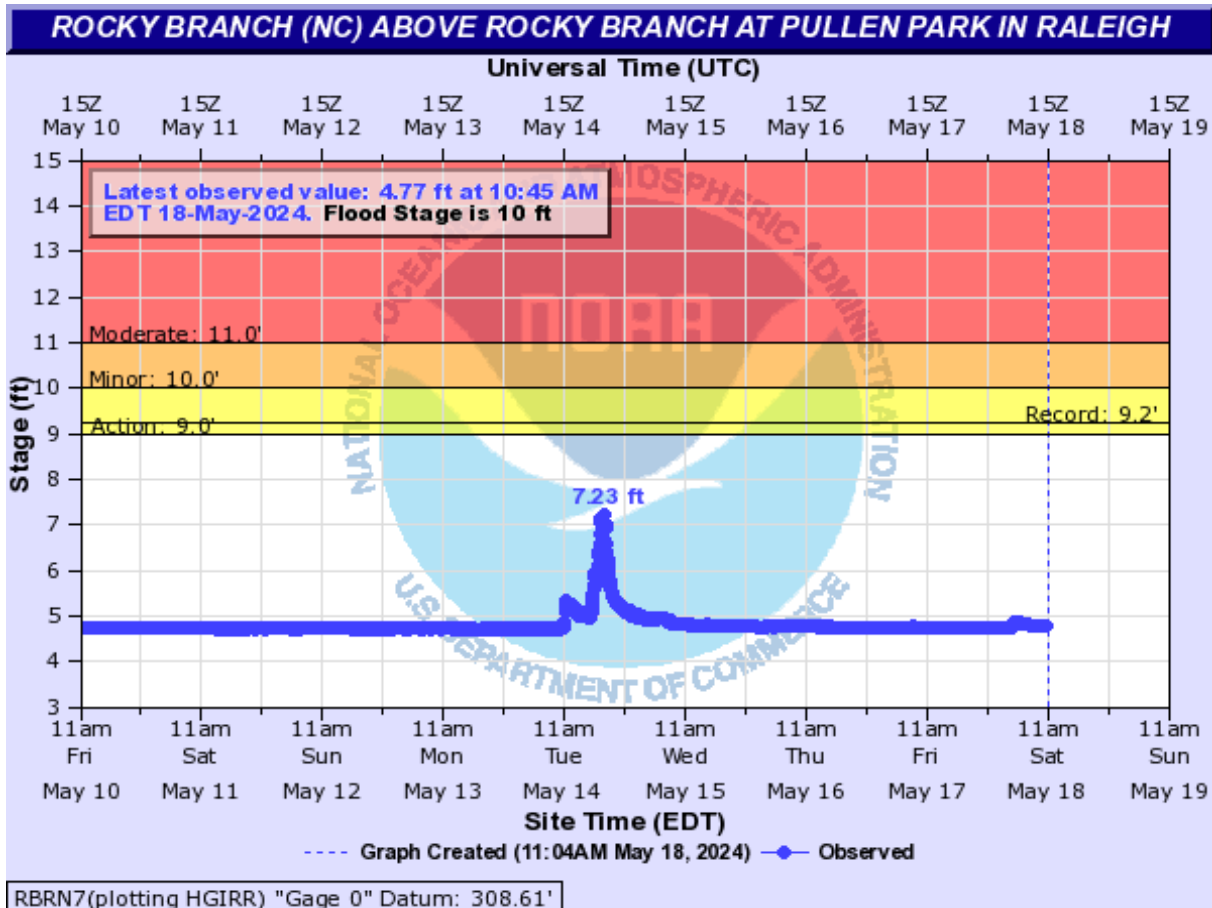 ROCKY BRANCH (NC) ABOVE ROCKY BRANCH AT PULLEN PARK IN RALEIGH
Universal Time (UTC)
15Z 15Z 15Z 15Z 15Z 15Z 15Z 15Z 15Z 15Z
May 10 May 11 May 12 May 13 May 14 May 15 May 16 May 17 May 18 May 19
15
Latest observed value: 4.77 ft at 10:45 AM
EDT 18-May-2024. Flood Stage is 10 ft
14
13
12
Moderate: 11.0'
11
Minor: 10.0'
10
Record: 9.2'
Action: 9.0'
9
8
7.23 ft
7
6
5
4
3
Stage (ft)
NATIONAL OCEANIC AND ATMOSPHERIC ADMINISTRATION
NOAA
U.S. DEPARTMENT OF COMMERCE
11am 11am 11am 11am 11am 11am 11am 11am 11am 11am
Fri Sat Sun Mon Tue Wed Thu Fri Sat Sun
May 10 May 11 May 12 May 13 May 14 May 15 May 16 May 17 May 18 May 19
Site Time (EDT)
Graph Created (11:04AM May 18, 2024) Observed
RBRN7(plotting HGIRR) "Gage 0" Datum: 308.61'